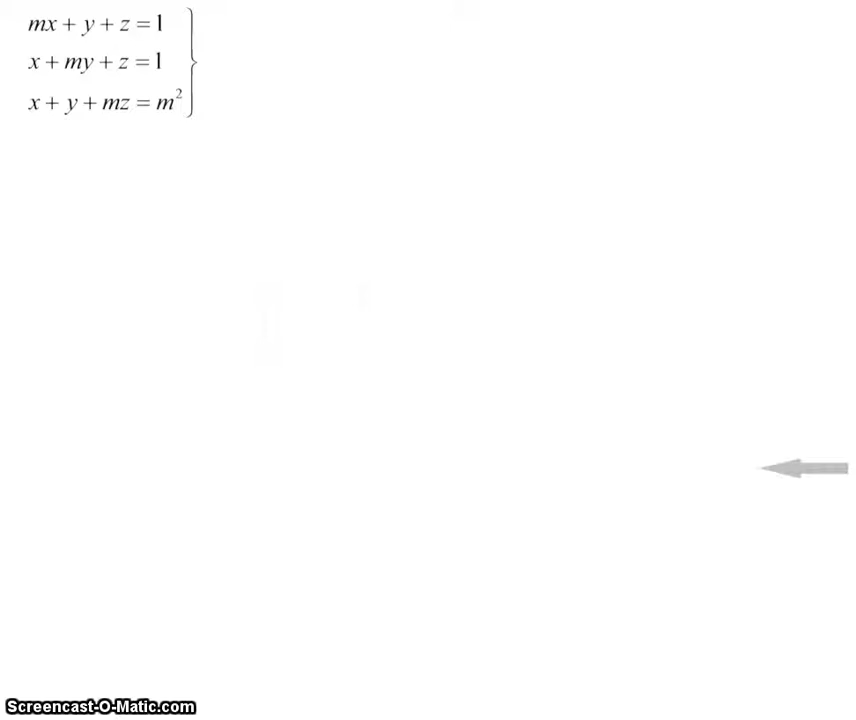 mx + y + z = 1
x + my + z = 1
x + y + mz = m²
Screencast-O-Matic.com